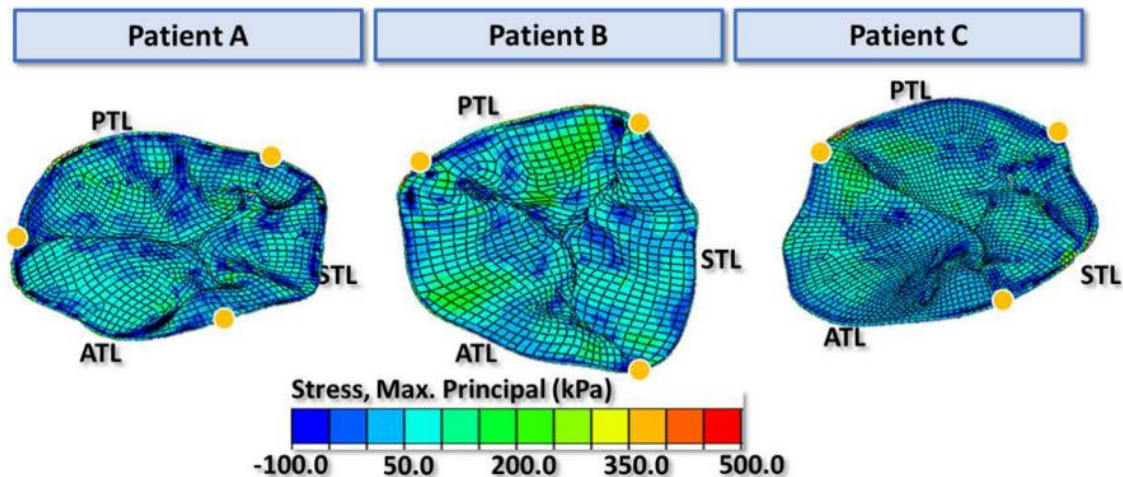 Patient A
Patient B
Patient C
PTL
STL
ATL
PTL
STL
ATL
PTL
STL
ATL
Stress, Max. Principal (kPa)
-100.0 50.0 200.0 350.0 500.0